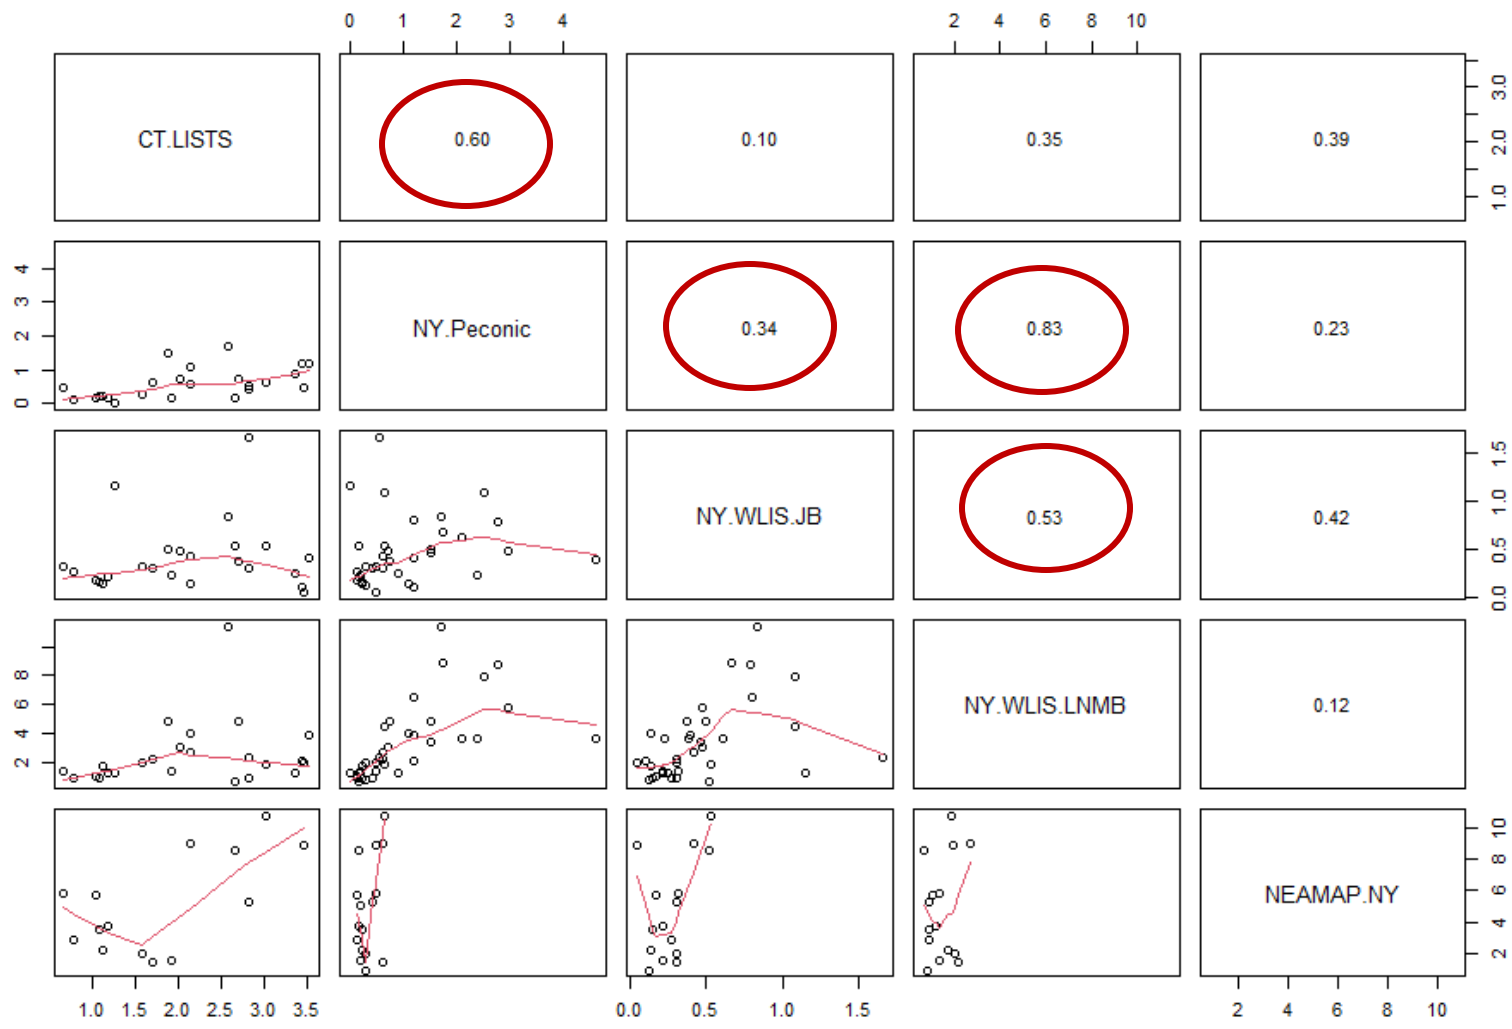 0 1 2 3 4 2 4 6 8 10
CT.LISTS 0.60 0.10 0.35 0.39
1.0 2.0 3.0
0 1 2 3 4
NY.Peconic 0.34 0.83 0.23
NY.WLIS.JB 0.53 0.42
0.0 0.5 1.0 1.5
2 4 6 8
NY.WLIS.LNMB 0.12
NEAMAP.NY
2 4 6 8 10
1.0 1.5 2.0 2.5 3.0 3.5 0.0 0.5 1.0 1.5 2 4 6 8 10